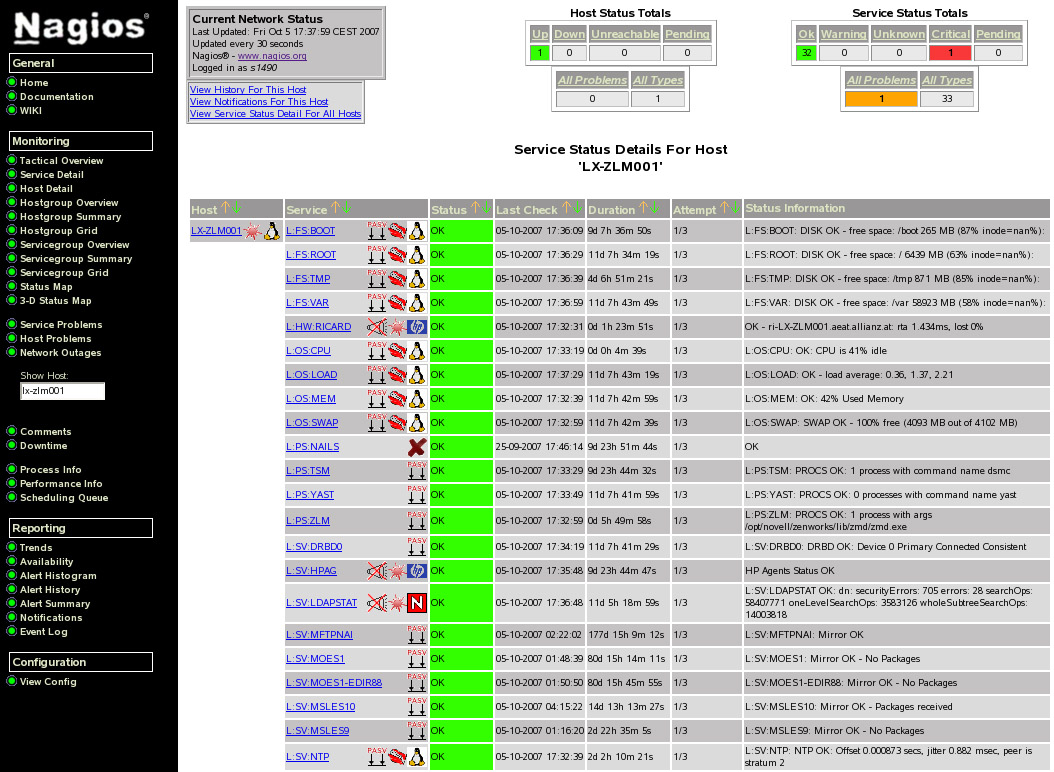 Nagios®
General
Home
Documentation
WIKI
Monitoring
Tactical Overview
Service Detail
Host Detail
Hostgroup Overview
Hostgroup Summary
Hostgroup Grid
Servicegroup Overview
Servicegroup Summary
Servicegroup Grid
Status Map
3-D Status Map
Service Problems
Host Problems
Network Outages
Show Host:
lx-zlm001
Comments
Downtime
Process Info
Performance Info
Scheduling Queue
Reporting
Trends
Availability
Alert Histogram
Alert History
Alert Summary
Notifications
Event Log
Configuration
View Config
Current Network Status
Last Updated: Fri Oct 5 17:37:59 CEST 2007
Updated every 30 seconds
Nagios® - www.nagios.org
Logged in as s1490
View History For This Host
View Notifications For This Host
View Service Status Detail For All Hosts
Host Status Totals
Up Down Unreachable Pending
1 0 0 0
All Problems All Types
0 1
Service Status Totals
Ok Warning Unknown Critical Pending
32 0 0 1 0
All Problems All Types
1 33
Service Status Details For Host
'LX-ZLM001'
Host Service Status Last Check Duration Attempt Status Information
LX-ZLM001 L:FS:BOOT PASV OK 05-10-2007 17:36:09 9d 7h 36m 50s 1/3 L:FS:BOOT: DISK OK - free space: /boot 265 MB (87% inode=nan%):
L:FS:ROOT PASV OK 05-10-2007 17:36:39 11d 7h 34m 19s 1/3 L:FS:ROOT: DISK OK - free space: / 6439 MB (63% inode=nan%):
L:FS:TMP PASV OK 05-10-2007 17:36:39 4d 6h 51m 21s 1/3 L:FS:TMP: DISK OK - free space: /tmp 871 MB (85% inode=nan%):
L:FS:VAR PASV OK 05-10-2007 17:36:59 11d 7h 43m 49s 1/3 L:FS:VAR: DISK OK - free space: /var 58923 MB (58% inode=nan%):
L:HW:RICARD hp OK 05-10-2007 17:32:31 0d 1h 23m 51s 1/3 OK - ri-LX-ZLM001.aeat.allianz.at: rta 1.434ms, lost 0%
L:OS:CPU PASV OK 05-10-2007 17:33:19 0d 0h 4m 39s 1/3 L:OS:CPU: OK: CPU is 41% idle
L:OS:LOAD PASV OK 05-10-2007 17:37:29 11d 7h 43m 19s 1/3 L:OS:LOAD: OK - load average: 0.36, 1.37, 2.21
L:OS:MEM PASV OK 05-10-2007 17:32:39 11d 7h 42m 59s 1/3 L:OS:MEM: OK: 42% Used Memory
L:OS:SWAP PASV OK 05-10-2007 17:32:59 11d 7h 42m 39s 1/3 L:OS:SWAP: SWAP OK - 100% free (4093 MB out of 4102 MB)
L:PS:NAILS OK 25-09-2007 17:46:14 9d 23h 51m 44s 1/3 OK
L:PS:TSM PASV OK 05-10-2007 17:33:29 9d 23h 44m 32s 1/3 L:PS:TSM: PROCS OK: 1 process with command name dsmc
L:PS:YAST PASV OK 05-10-2007 17:33:49 11d 7h 41m 59s 1/3 L:PS:YAST: PROCS OK: 0 processes with command name yast
L:PS:ZLM PASV OK 05-10-2007 17:32:59 0d 5h 49m 58s 1/3 L:PS:ZLM: PROCS OK: 1 process with args
/opt/novell/zenworks/lib/zmd/zmd.exe
L:SV:DRBD0 PASV OK 05-10-2007 17:34:19 11d 7h 41m 29s 1/3 L:SV:DRBD0: DRBD OK: Device 0 Primary Connected Consistent
L:SV:HPAG hp OK 05-10-2007 17:35:48 9d 23h 44m 47s 1/3 HP Agents Status OK
L:SV:LDAPSTAT N OK 05-10-2007 17:36:48 11d 5h 18m 59s 1/3 L:SV:LDAPSTAT OK: dn: securityErrors: 705 errors: 28 searchOps:
58407771 oneLevelSearchOps: 3583126 wholeSubtreeSearchOps:
14003818
L:SV:MFTPNAI PASV OK 05-10-2007 02:22:02 177d 15h 9m 12s 1/3 L:SV:MFTPNAI: Mirror OK
L:SV:MOES1 PASV OK 05-10-2007 01:48:39 80d 15h 14m 11s 1/3 L:SV:MOES1: Mirror OK - No Packages
L:SV:MOES1-EDIR88 PASV OK 05-10-2007 01:50:50 80d 15h 45m 55s 1/3 L:SV:MOES1-EDIR88: Mirror OK - No Packages
L:SV:MSLES10 PASV OK 05-10-2007 04:15:22 14d 13h 13m 27s 1/3 L:SV:MSLES10: Mirror OK - Packages received
L:SV:MSLES9 PASV OK 05-10-2007 01:16:20 2d 22h 35m 5s 1/3 L:SV:MSLES9: Mirror OK - No Packages
L:SV:NTP PASV OK 05-10-2007 17:32:39 2d 2h 10m 21s 1/3 L:SV:NTP: NTP OK: Offset 0.000873 secs, jitter 0.882 msec, peer is
stratum 2